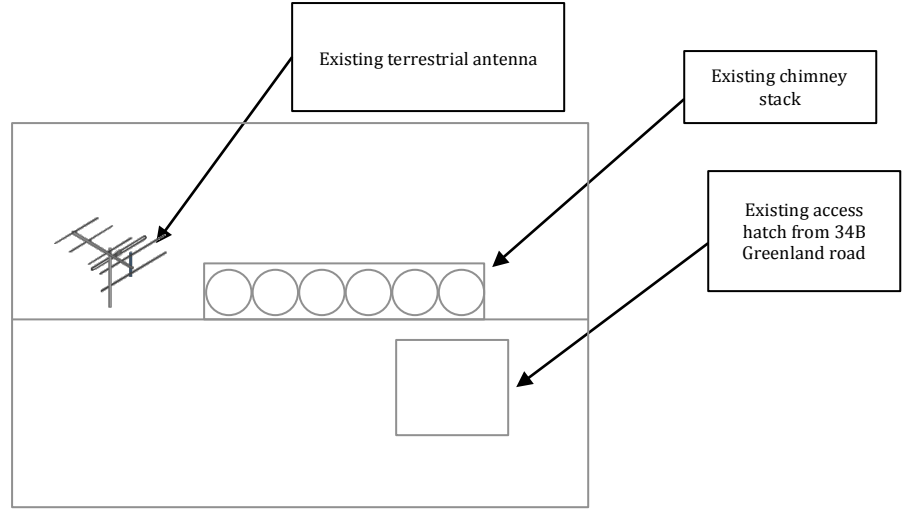 Existing terrestrial antenna
Existing chimney
stack
Existing access
hatch from 34B
Greenland road